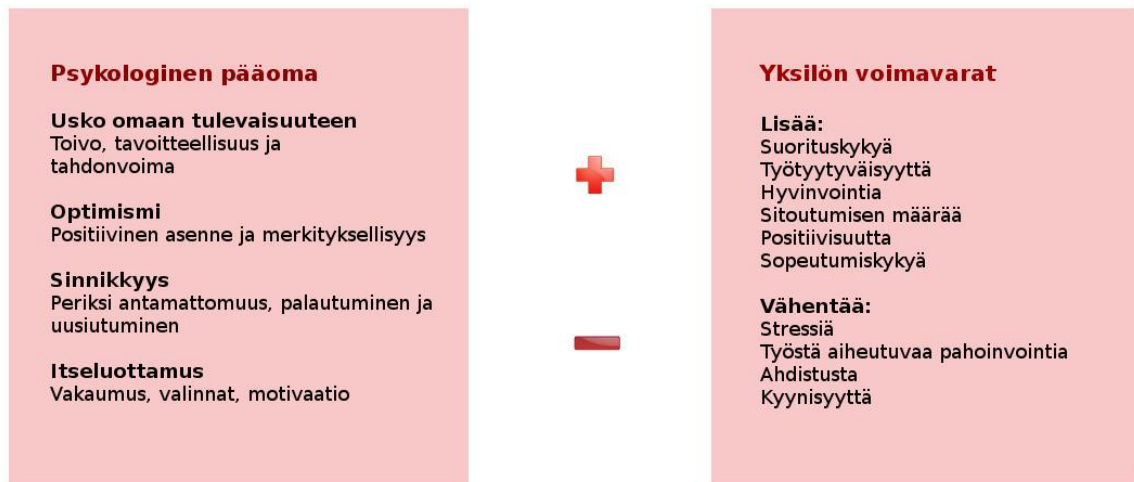 Psykologinen pääoma
Usko omaan tulevaisuuteen
Toivo, tavoitteellisuus ja
tahdonvoima
Optimismi
Positiivinen asenne ja merkityksellisyys
Sinnikkyys
Periksi antamattomuus, palautuminen ja
uusiutuminen
Itseluottamus
Vakaumus, valinnat, motivaatio
Yksilön voimavarat
Lisää:
Suorituskykyä
Työtyytyväisyyttä
Hyvinvointia
Sitoutumisen määrää
Positiivisuutta
Sopeutumiskykyä
Vähentää:
Stressiä
Työstä aiheutuvaa pahoinvointia
Ahdistusta
Kyynisyyttä